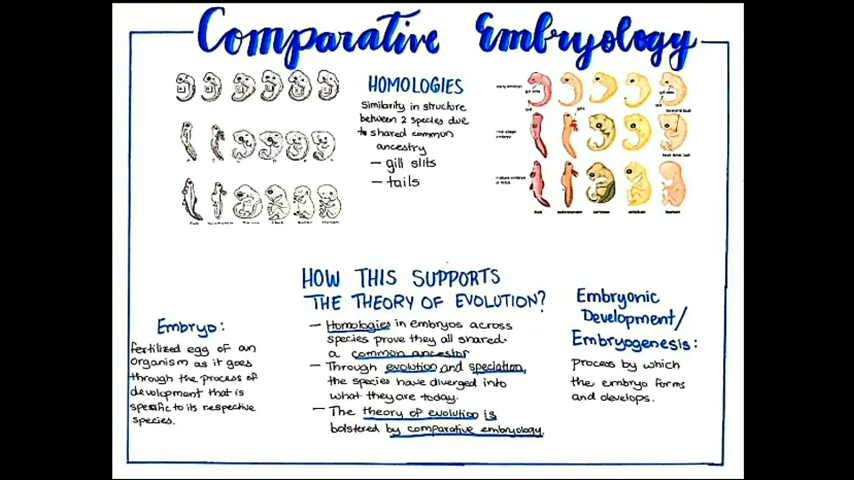 Comparative Embryology
HOMOLOGIES
similarity in structure
between 2 species due
to shared common
ancestry
- gill slits
- tails
fish
salamander
human
HOW THIS SUPPORTS
THE THEORY OF EVOLUTION?
- Homologies in embryos across
species prove they all shared
a common ancestor
- Through evolution and speciation,
the species have diverged into
what they are today.
- The theory of evolution is
bolstered by comparative embryology.
Embryo:
fertilized egg of an
organism as it goes
through the process of
development that is
specific to its respective
species.
Embryonic
Development/
Embryogenesis:
Process by which
the embryo forms
and develops.